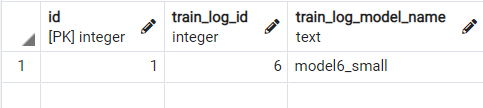 id train_log_id train_log_model_name
[PK] integer integer text
1 1 6 model6_small